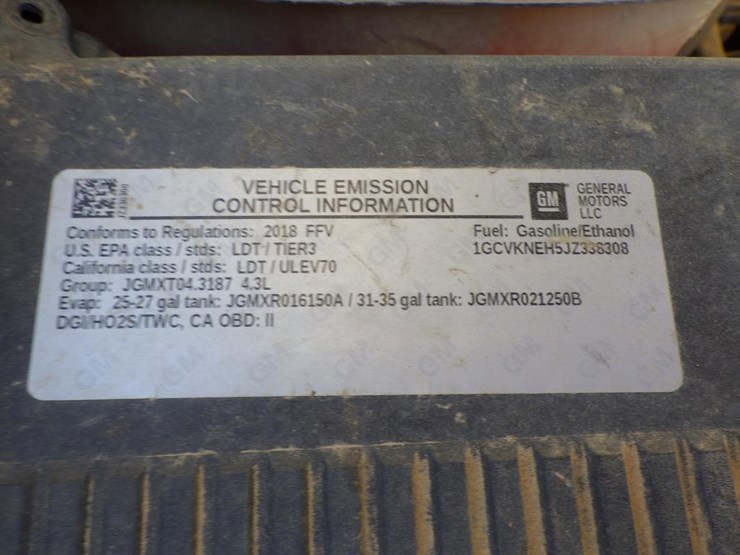 VEHICLE EMISSION
CONTROL INFORMATION
GM
GENERAL
MOTORS
LLC
Conforms to Regulations: 2018 FFV
Fuel: Gasoline/Ethanol
U.S. EPA class / stds: LDT / TIER3
1GCVKNEH5JZ338308
California class / stds: LDT / ULEV70
Group: JGMXT04.3187 4.3L
Evap: 25-27 gal tank: JGMXR016150A / 31-35 gal tank: JGMXR021250B
DGI/HO2S/TWC, CA OBD: II